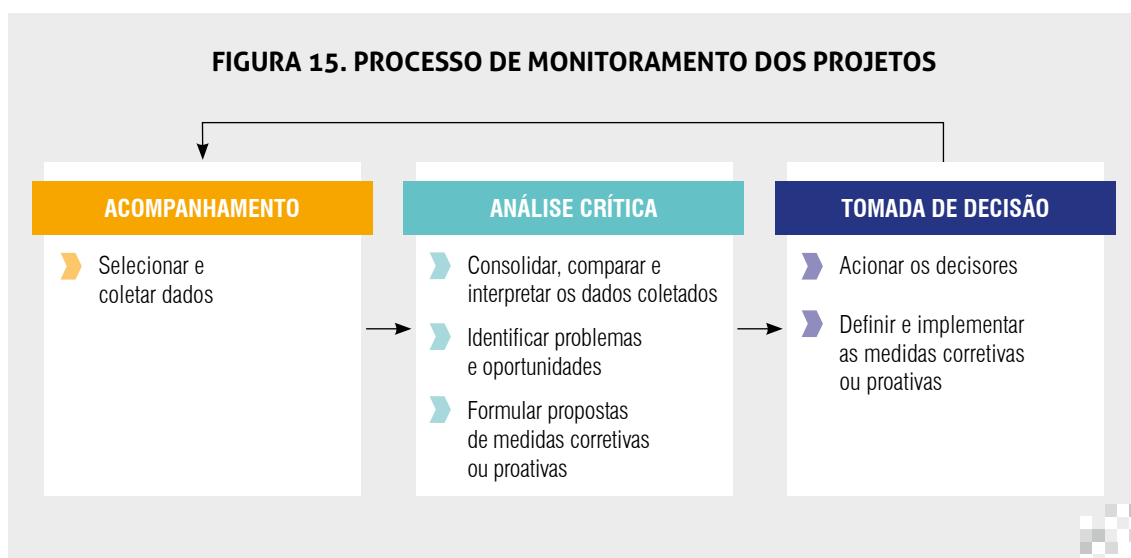 FIGURA 15. PROCESSO DE MONITORAMENTO DOS PROJETOS
ACOMPANHAMENTO
Selecionar e
coletar dados
ANÁLISE CRÍTICA
Consolidar, comparar e
interpretar os dados coletados
Identificar problemas
e oportunidades
Formular propostas
de medidas corretivas
ou proativas
TOMADA DE DECISÃO
Acionar os decisores
Definir e implementar
as medidas corretivas
ou proativas